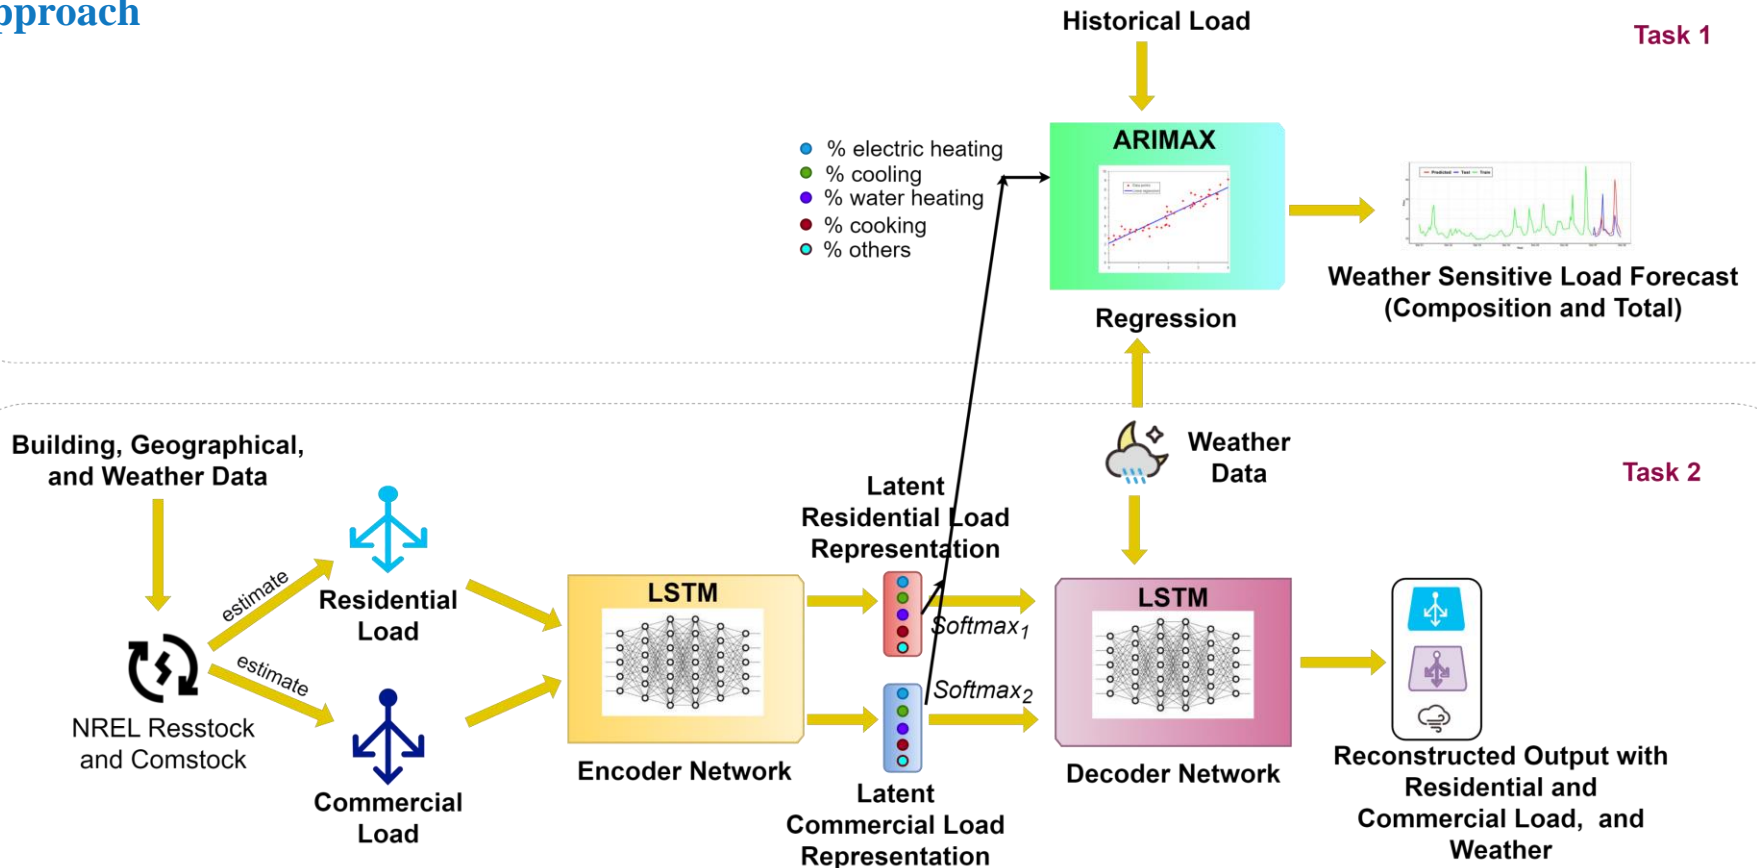 pproach
Historical Load
Task 1
% electric heating
% cooling
% water heating
% cooking
% others
ARIMAX
Regression
Predicted Test Train
Weather Sensitive Load Forecast
(Composition and Total)
Building, Geographical,
and Weather Data
Weather
Data
Task 2
Latent
Residential Load
Representation
estimate
Residential
Load
estimate
NREL Resstock
and Comstock
Commercial
Load
LSTM
Encoder Network
Softmax1
Softmax2
Latent
Commercial Load
Representation
LSTM
Decoder Network
Reconstructed Output with
Residential and
Commercial Load, and
Weather